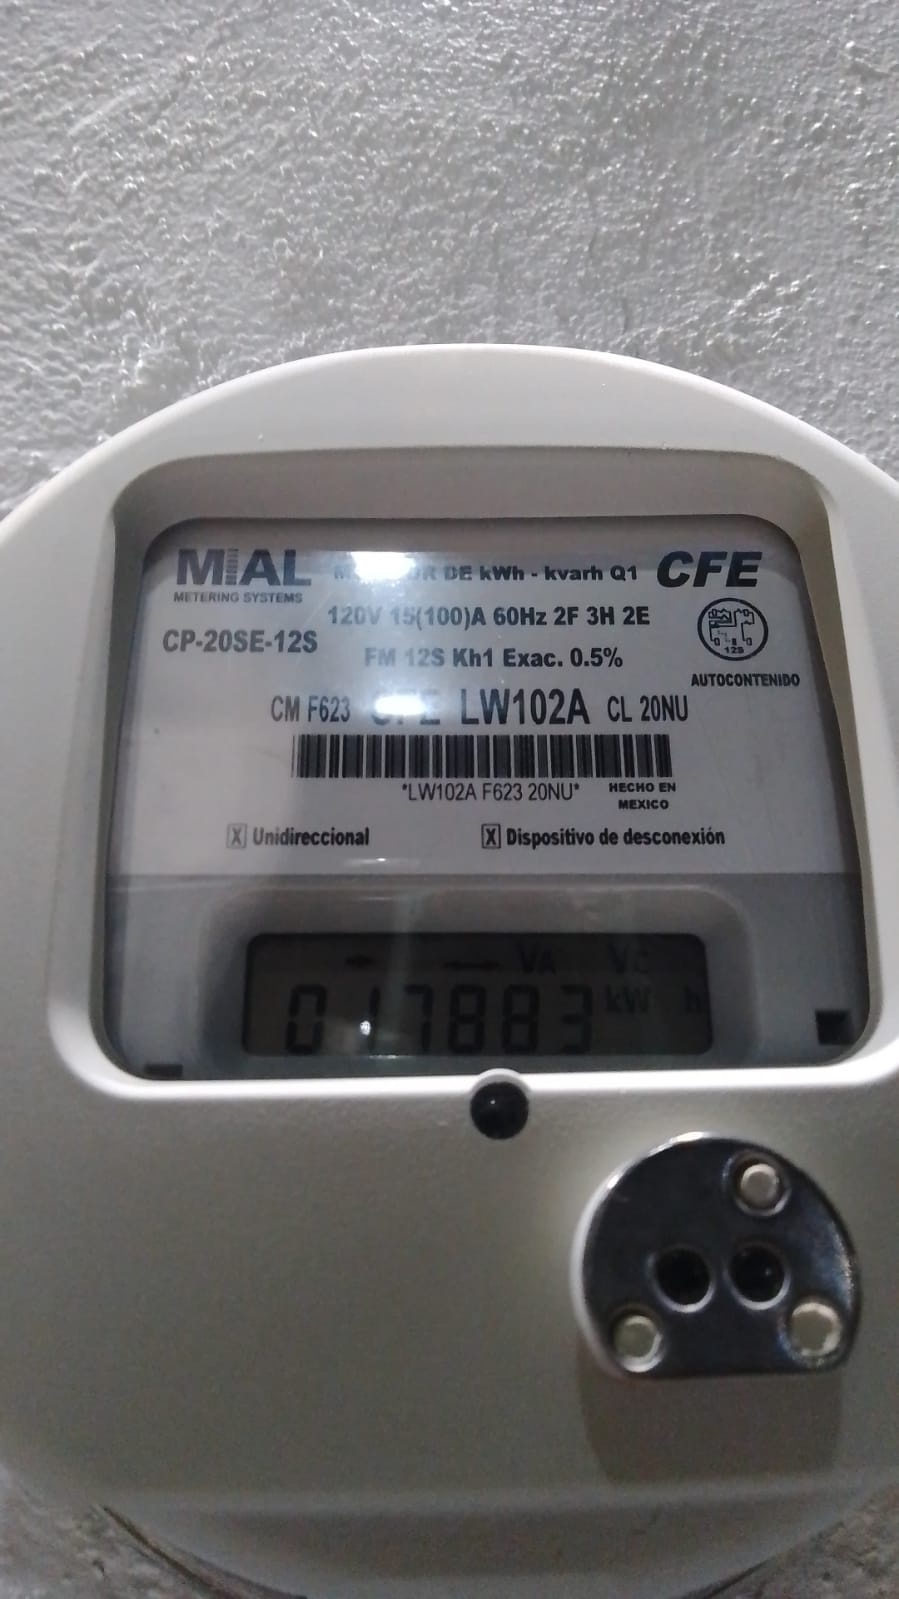 MIAL
METERING SYSTEMS
DE kWh - kvarh Q1
CFE
120V 15(100)A 60Hz 2F 3H 2E
CP-20SE-12S
FM 12S Kh1 Exac. 0.5%
12S
AUTOCONTENIDO
CM F623 CFE LW102A CL 20NU
*LW102A F623 20NU*
HECHO EN
MEXICO
X Unidireccional
X Dispositivo de desconexión
VA
017883 kW h